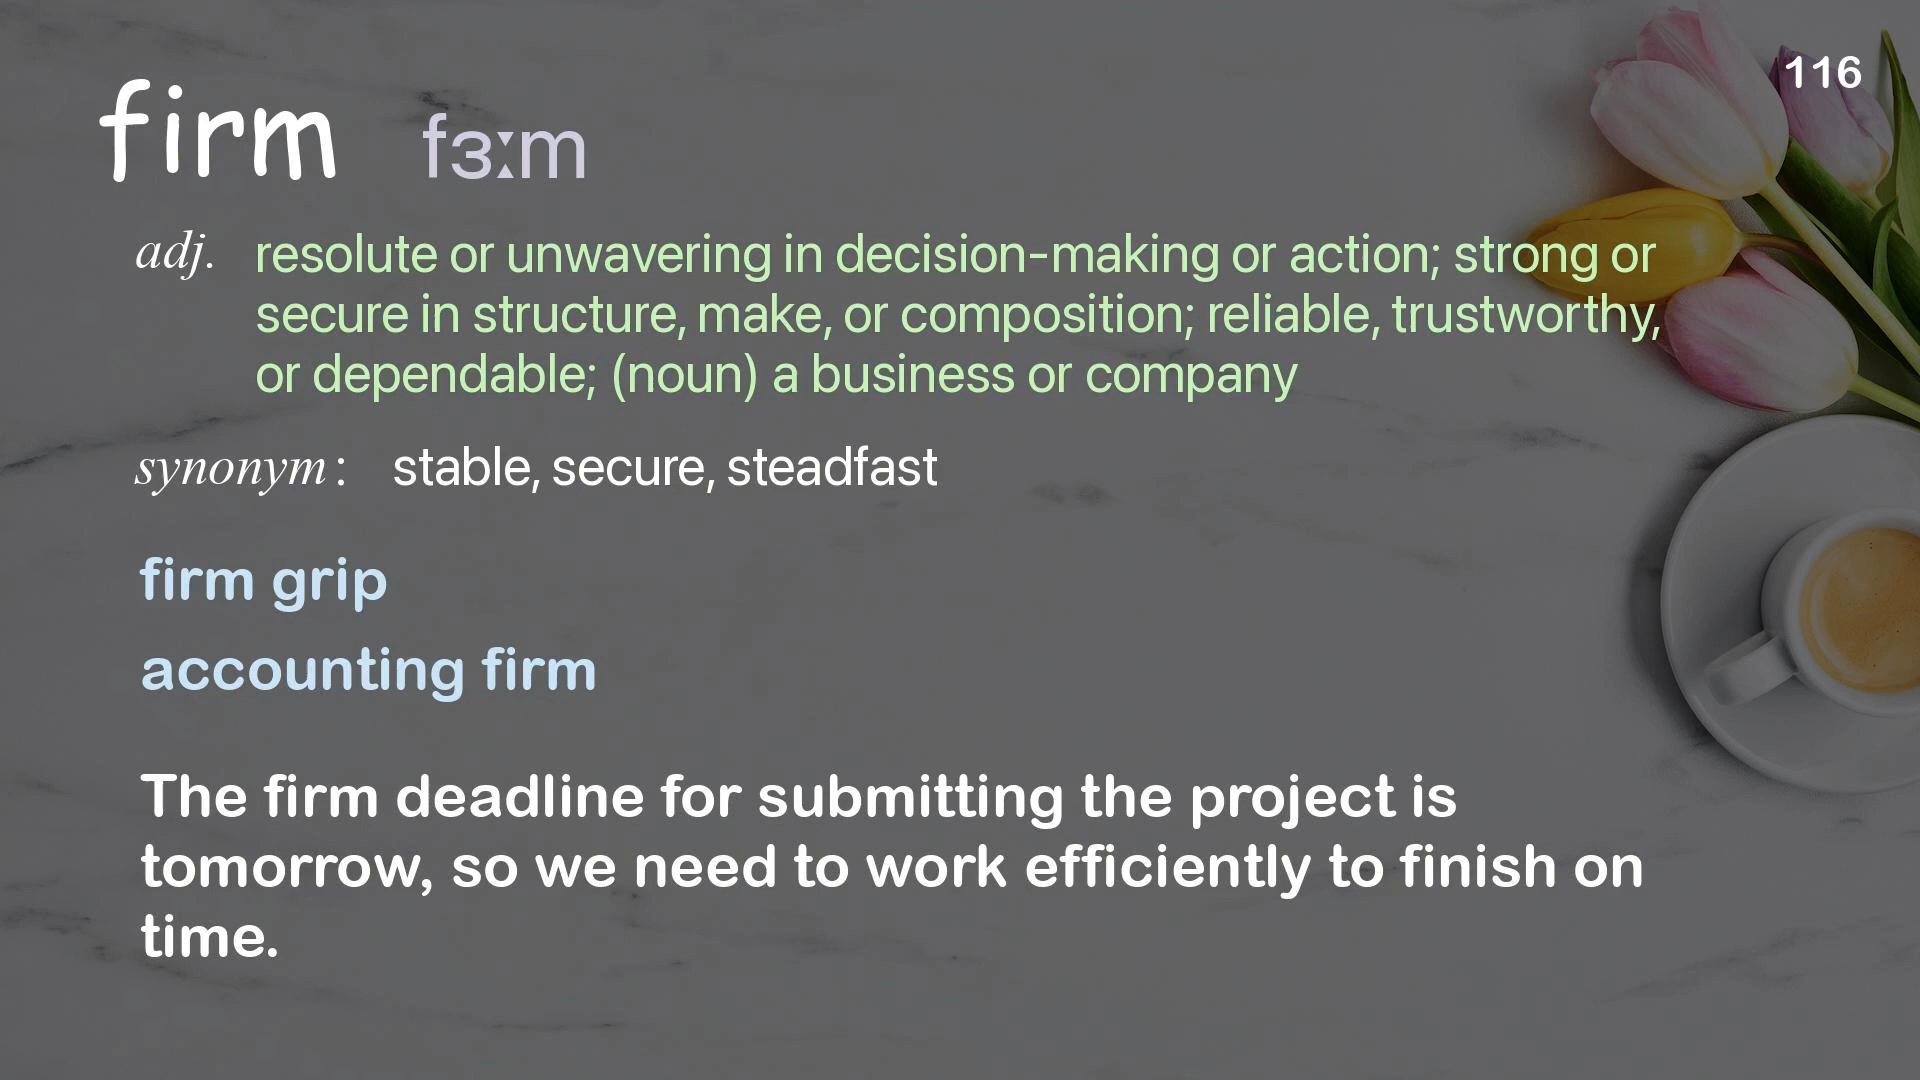 116
firm fɜːm
adj. resolute or unwavering in decision-making or action; strong or
secure in structure, make, or composition; reliable, trustworthy,
or dependable; (noun) a business or company
synonym: stable, secure, steadfast
firm grip
accounting firm
The firm deadline for submitting the project is
tomorrow, so we need to work efficiently to finish on
time.